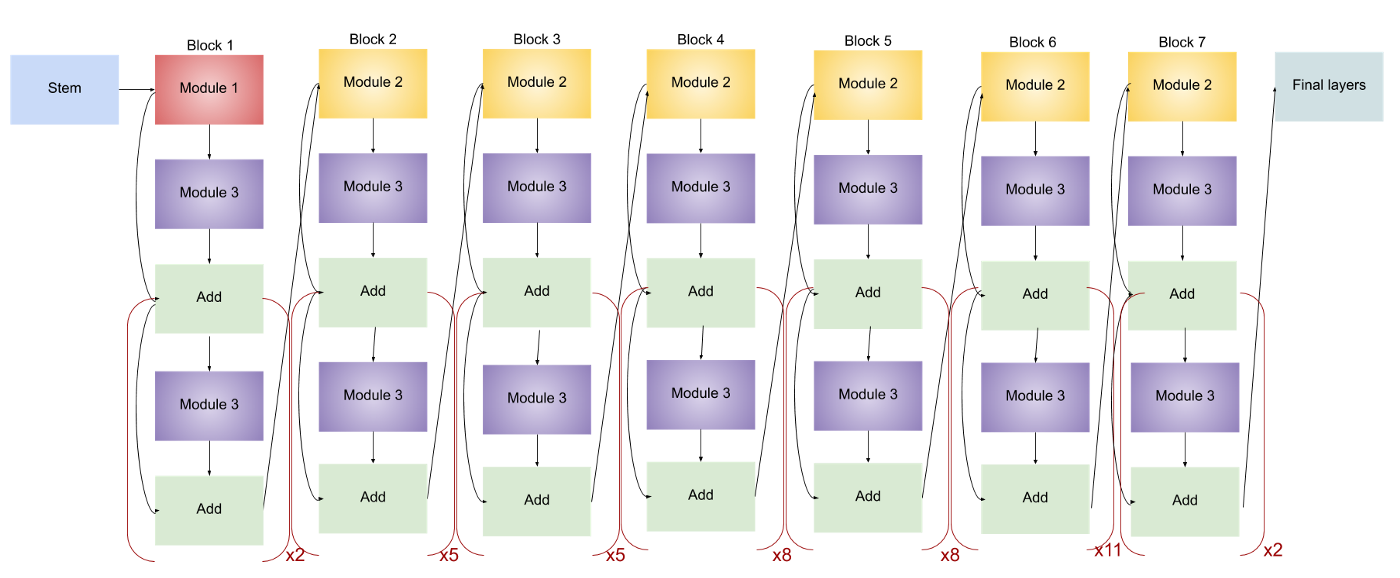 Block 1
Block 2
Block 3
Block 4
Block 5
Block 6
Block 7
Stem
Module 1
Module 2
Module 2
Module 2
Module 2
Module 2
Module 2
Final layers
Module 3
Module 3
Module 3
Module 3
Module 3
Module 3
Module 3
Add
Add
Add
Add
Add
Add
Add
Module 3
Module 3
Module 3
Module 3
Module 3
Module 3
Module 3
Add
Add
Add
Add
Add
Add
Add
x2
x5
x5
x8
x8
x11
x2